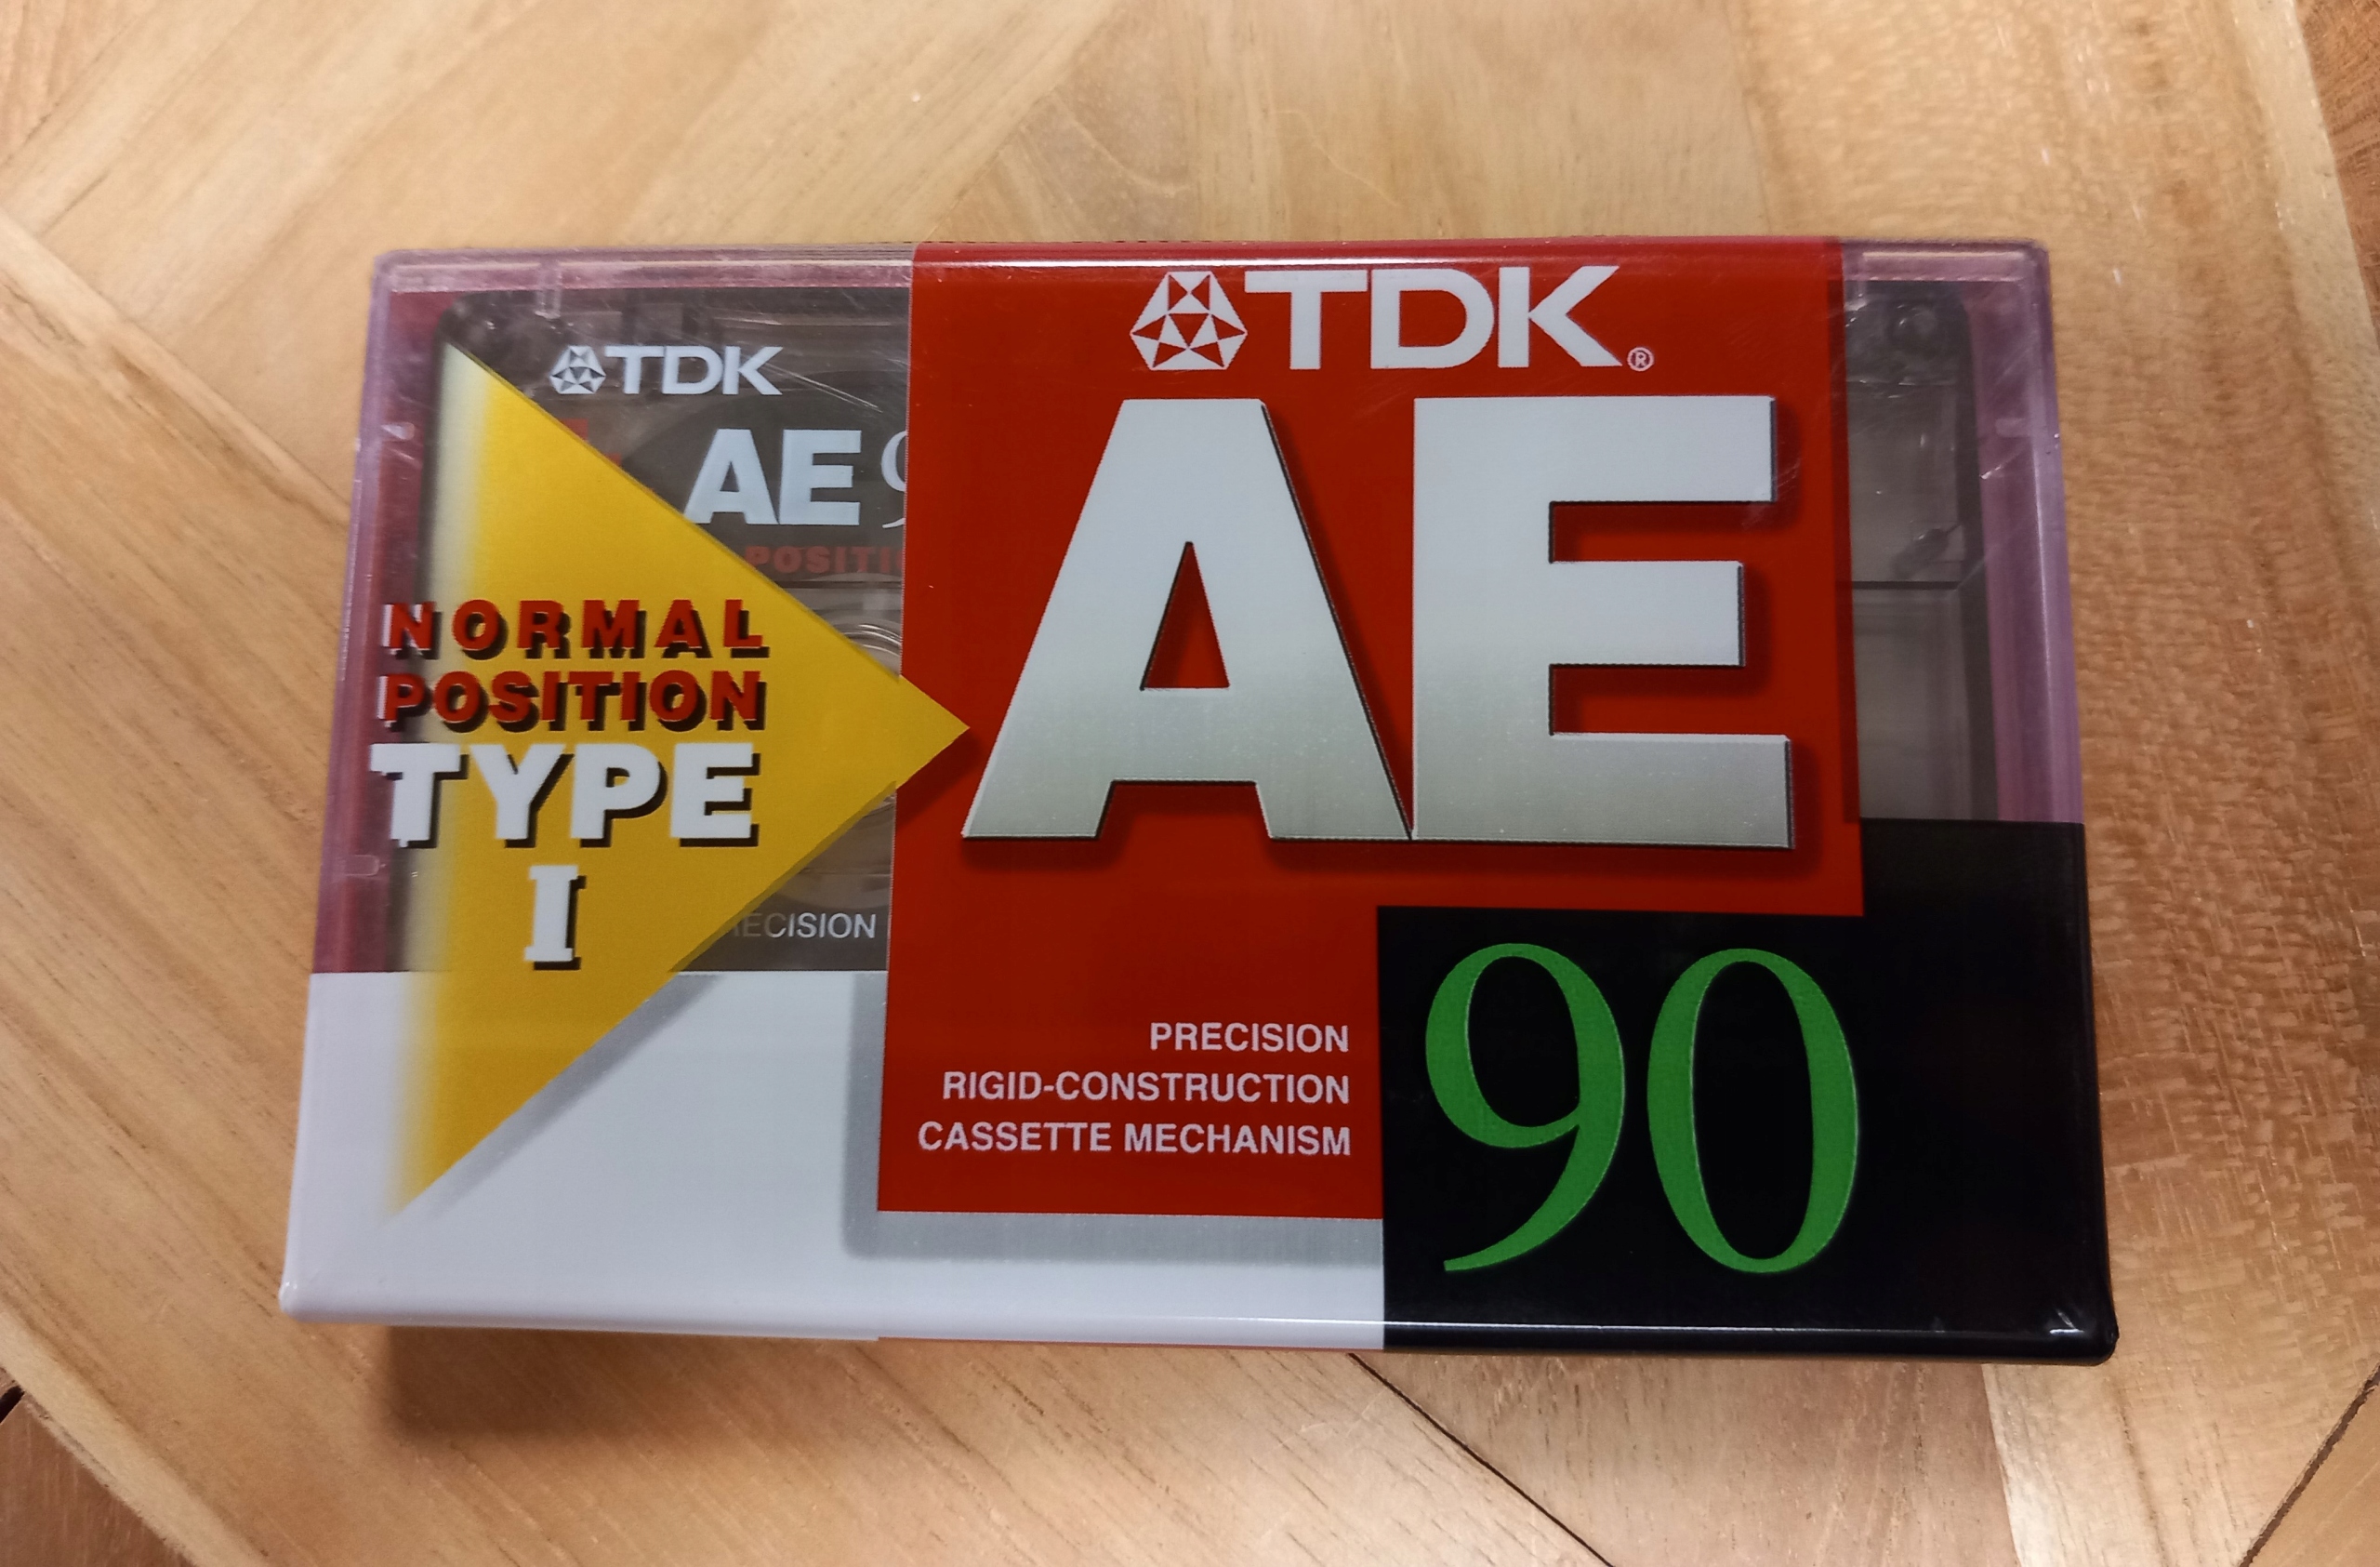 TDK®
AE
90
PRECISION
RIGID-CONSTRUCTION
CASSETTE MECHANISM
NORMAL
POSITION
TYPE
I
TDK
AE